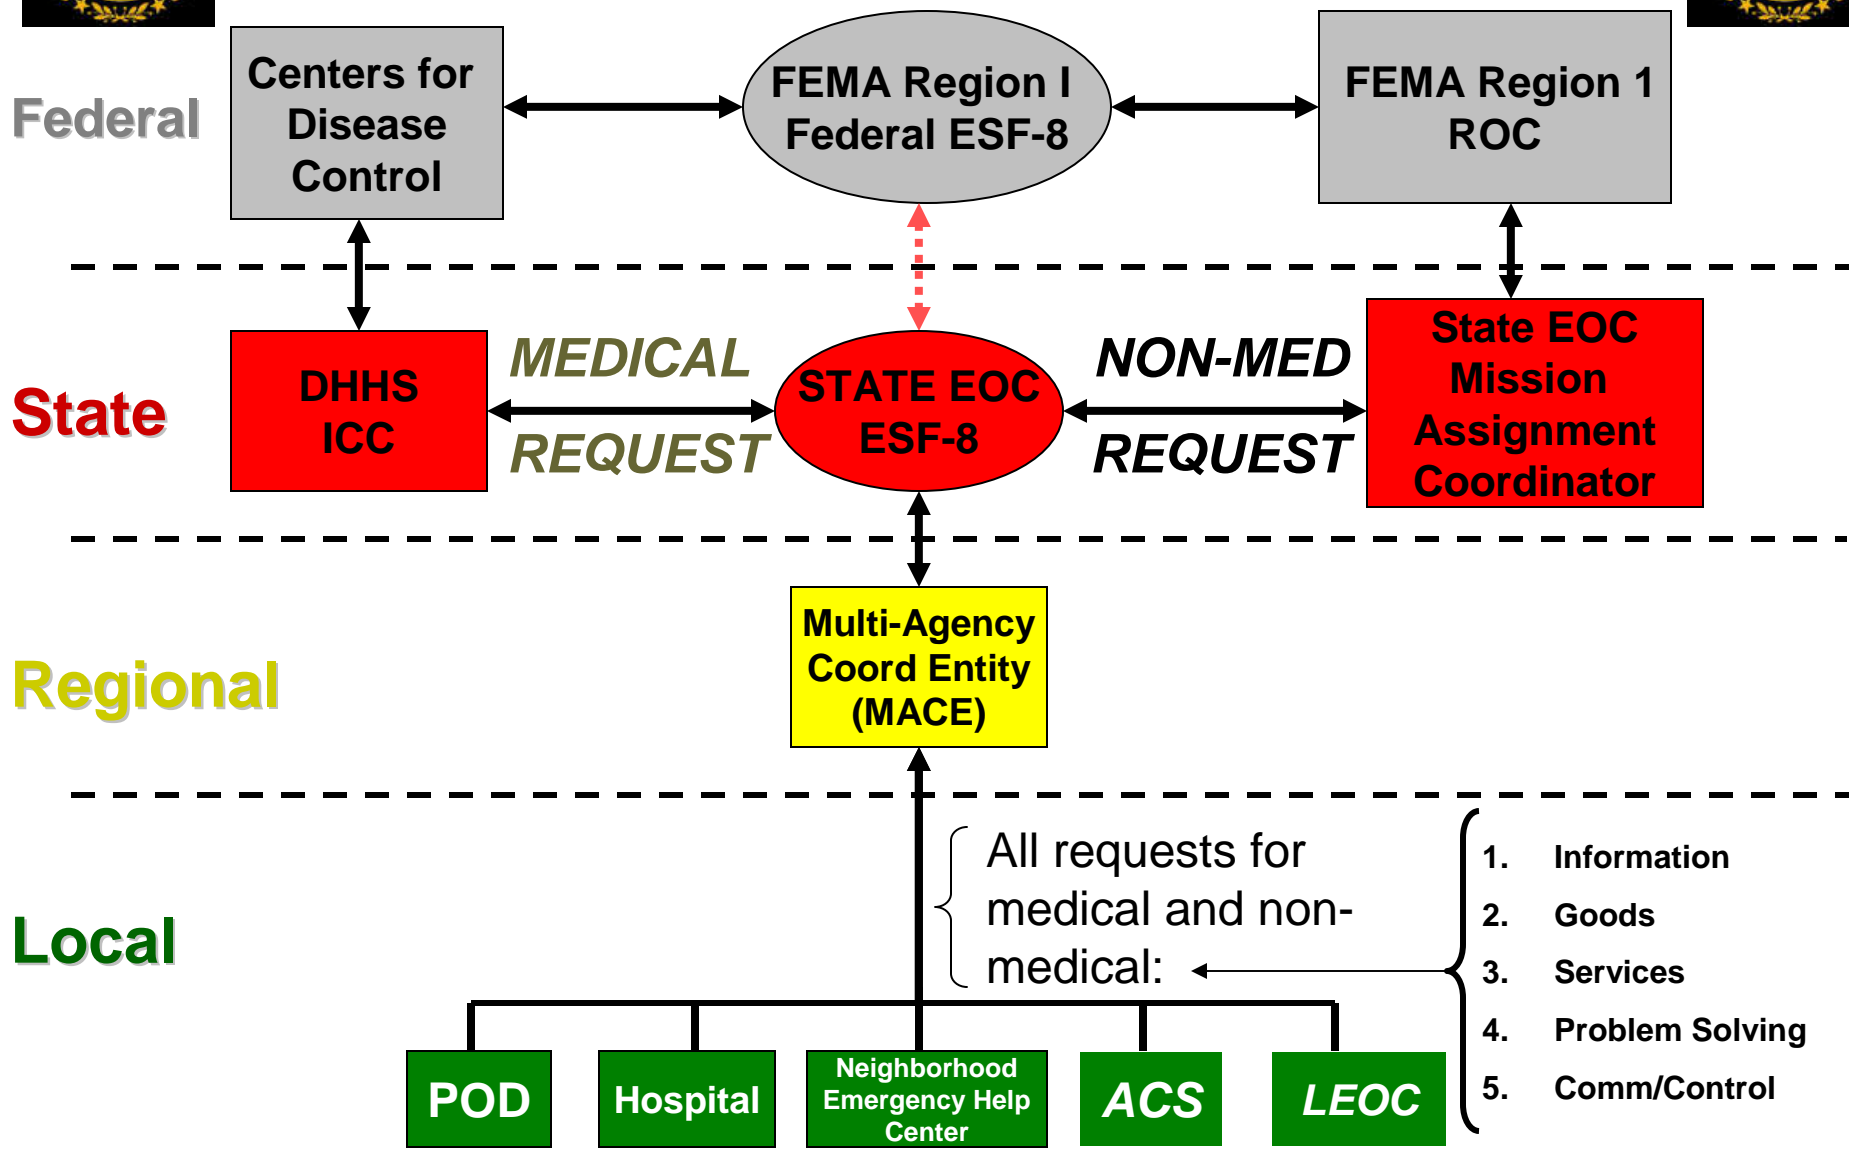 Federal
Centers for
Disease
Control
FEMA Region I
Federal ESF-8
FEMA Region 1
ROC
State
DHHS
ICC
MEDICAL
REQUEST
STATE EOC
ESF-8
NON-MED
REQUEST
State EOC
Mission
Assignment
Coordinator
Regional
Multi-Agency
Coord Entity
(MACE)
Local
All requests for
medical and non-
medical:
1. Information
2. Goods
3. Services
4. Problem Solving
5. Comm/Control
POD
Hospital
Neighborhood
Emergency Help
Center
ACS
LEOC